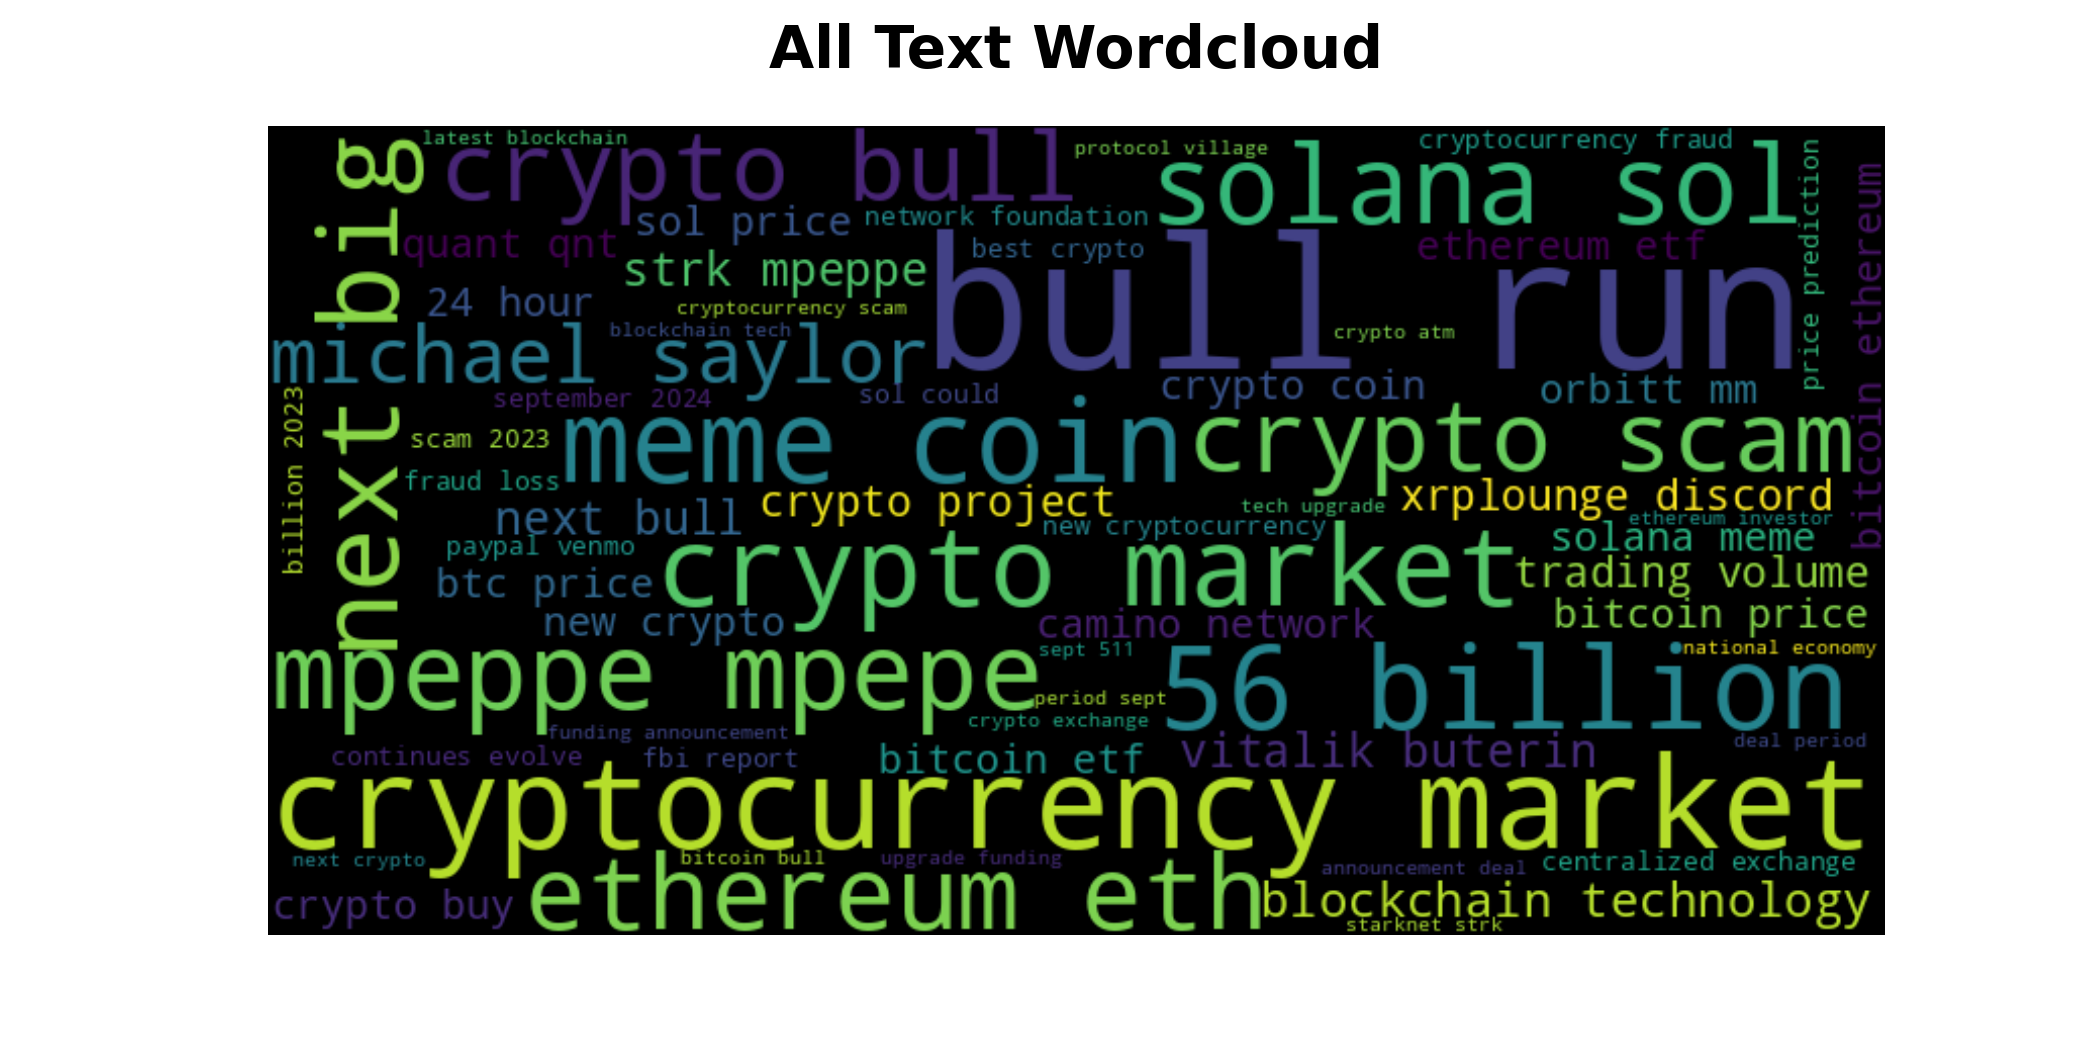 All Text Wordcloud
latest blockchain
crypto bull
protocol village
cryptocurrency fraud
solana sol
next big
sol price
network foundation
quant qnt
best crypto
ethereum etf
price prediction
bitcoin ethereum
strk mpeppe
bull run
24 hour
cryptocurrency scam
blockchain tech
crypto atm
michael saylor
september 2024
sol could
crypto coin
orbitt mm
billion 2023
scam 2023
meme coin
crypto scam
fraud loss
crypto project
xrplounge discord
next bull
tech upgrade
new cryptocurrency
ethereum investor
paypal venmo
crypto market
solana meme
btc price
trading volume
new crypto
camino network
bitcoin price
mpeppe mpepe
sept 511
56 billion
national economy
period sept
crypto exchange
funding announcement
continues evolve
fbi report
bitcoin etf
vitalik buterin
deal period
cryptocurrency market
next crypto
bitcoin bull
upgrade funding
announcement deal
centralized exchange
crypto buy
ethereum eth
blockchain technology
starknet strk